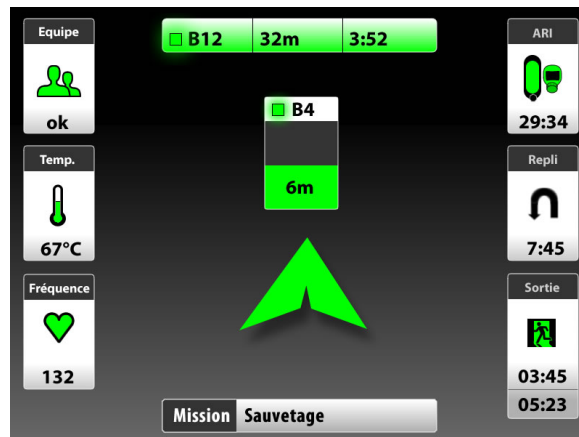 Equipe
ok
Temp.
67°C
Fréquence
132
B12 32m 3:52
B4
6m
Mission Sauvetage
ARI
29:34
Repli
7:45
Sortie
03:45
05:23